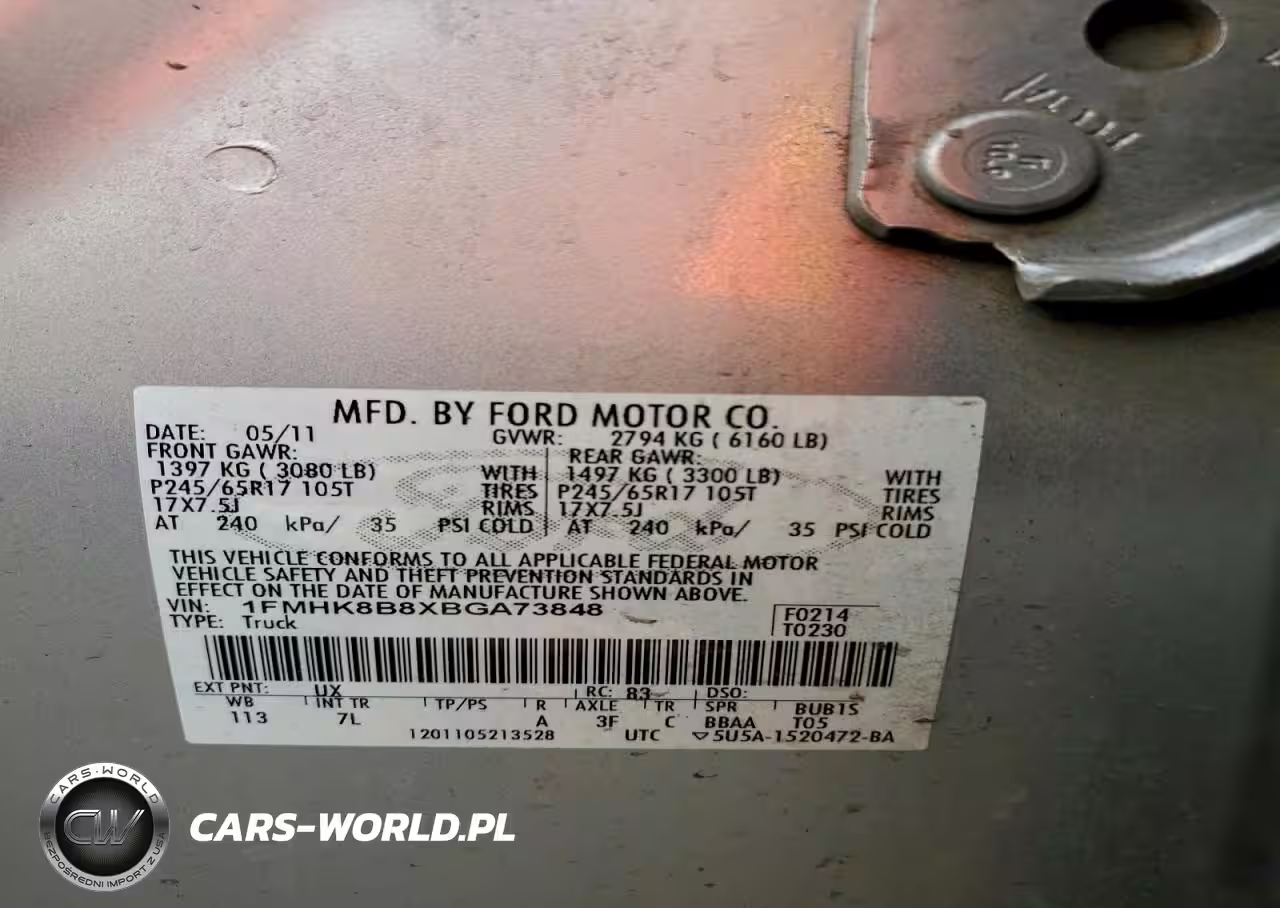 MFD. BY FORD MOTOR CO.
DATE: 05/11 GVWR: 2794 KG ( 6160 LB)
FRONT GAWR: REAR GAWR:
1397 KG ( 3080 LB) WITH 1497 KG ( 3300 LB) WITH
P245/65R17 105T TIRES P245/65R17 105T TIRES
17X7.5J RIMS 17X7.5J RIMS
AT 240 kPa/ 35 PSI COLD AT 240 kPa/ 35 PSI COLD
THIS VEHICLE CONFORMS TO ALL APPLICABLE FEDERAL MOTOR
VEHICLE SAFETY AND THEFT PREVENTION STANDARDS IN
EFFECT ON THE DATE OF MANUFACTURE SHOWN ABOVE.
VIN: 1FMHK8B8XBGA73848 F0214
TYPE: Truck T0230
EXT PNT: UX RC: 83 DSO:
WB INT TR TP/PS R AXLE TR SPR BUB1S
113 7L A 3F C BBAA T05
1201105213528 UTC ▽5U5A-1520472-BA
CARS-WORLD
CW
BEZPOŚREDNI IMPORT Z USA
CARS-WORLD.PL